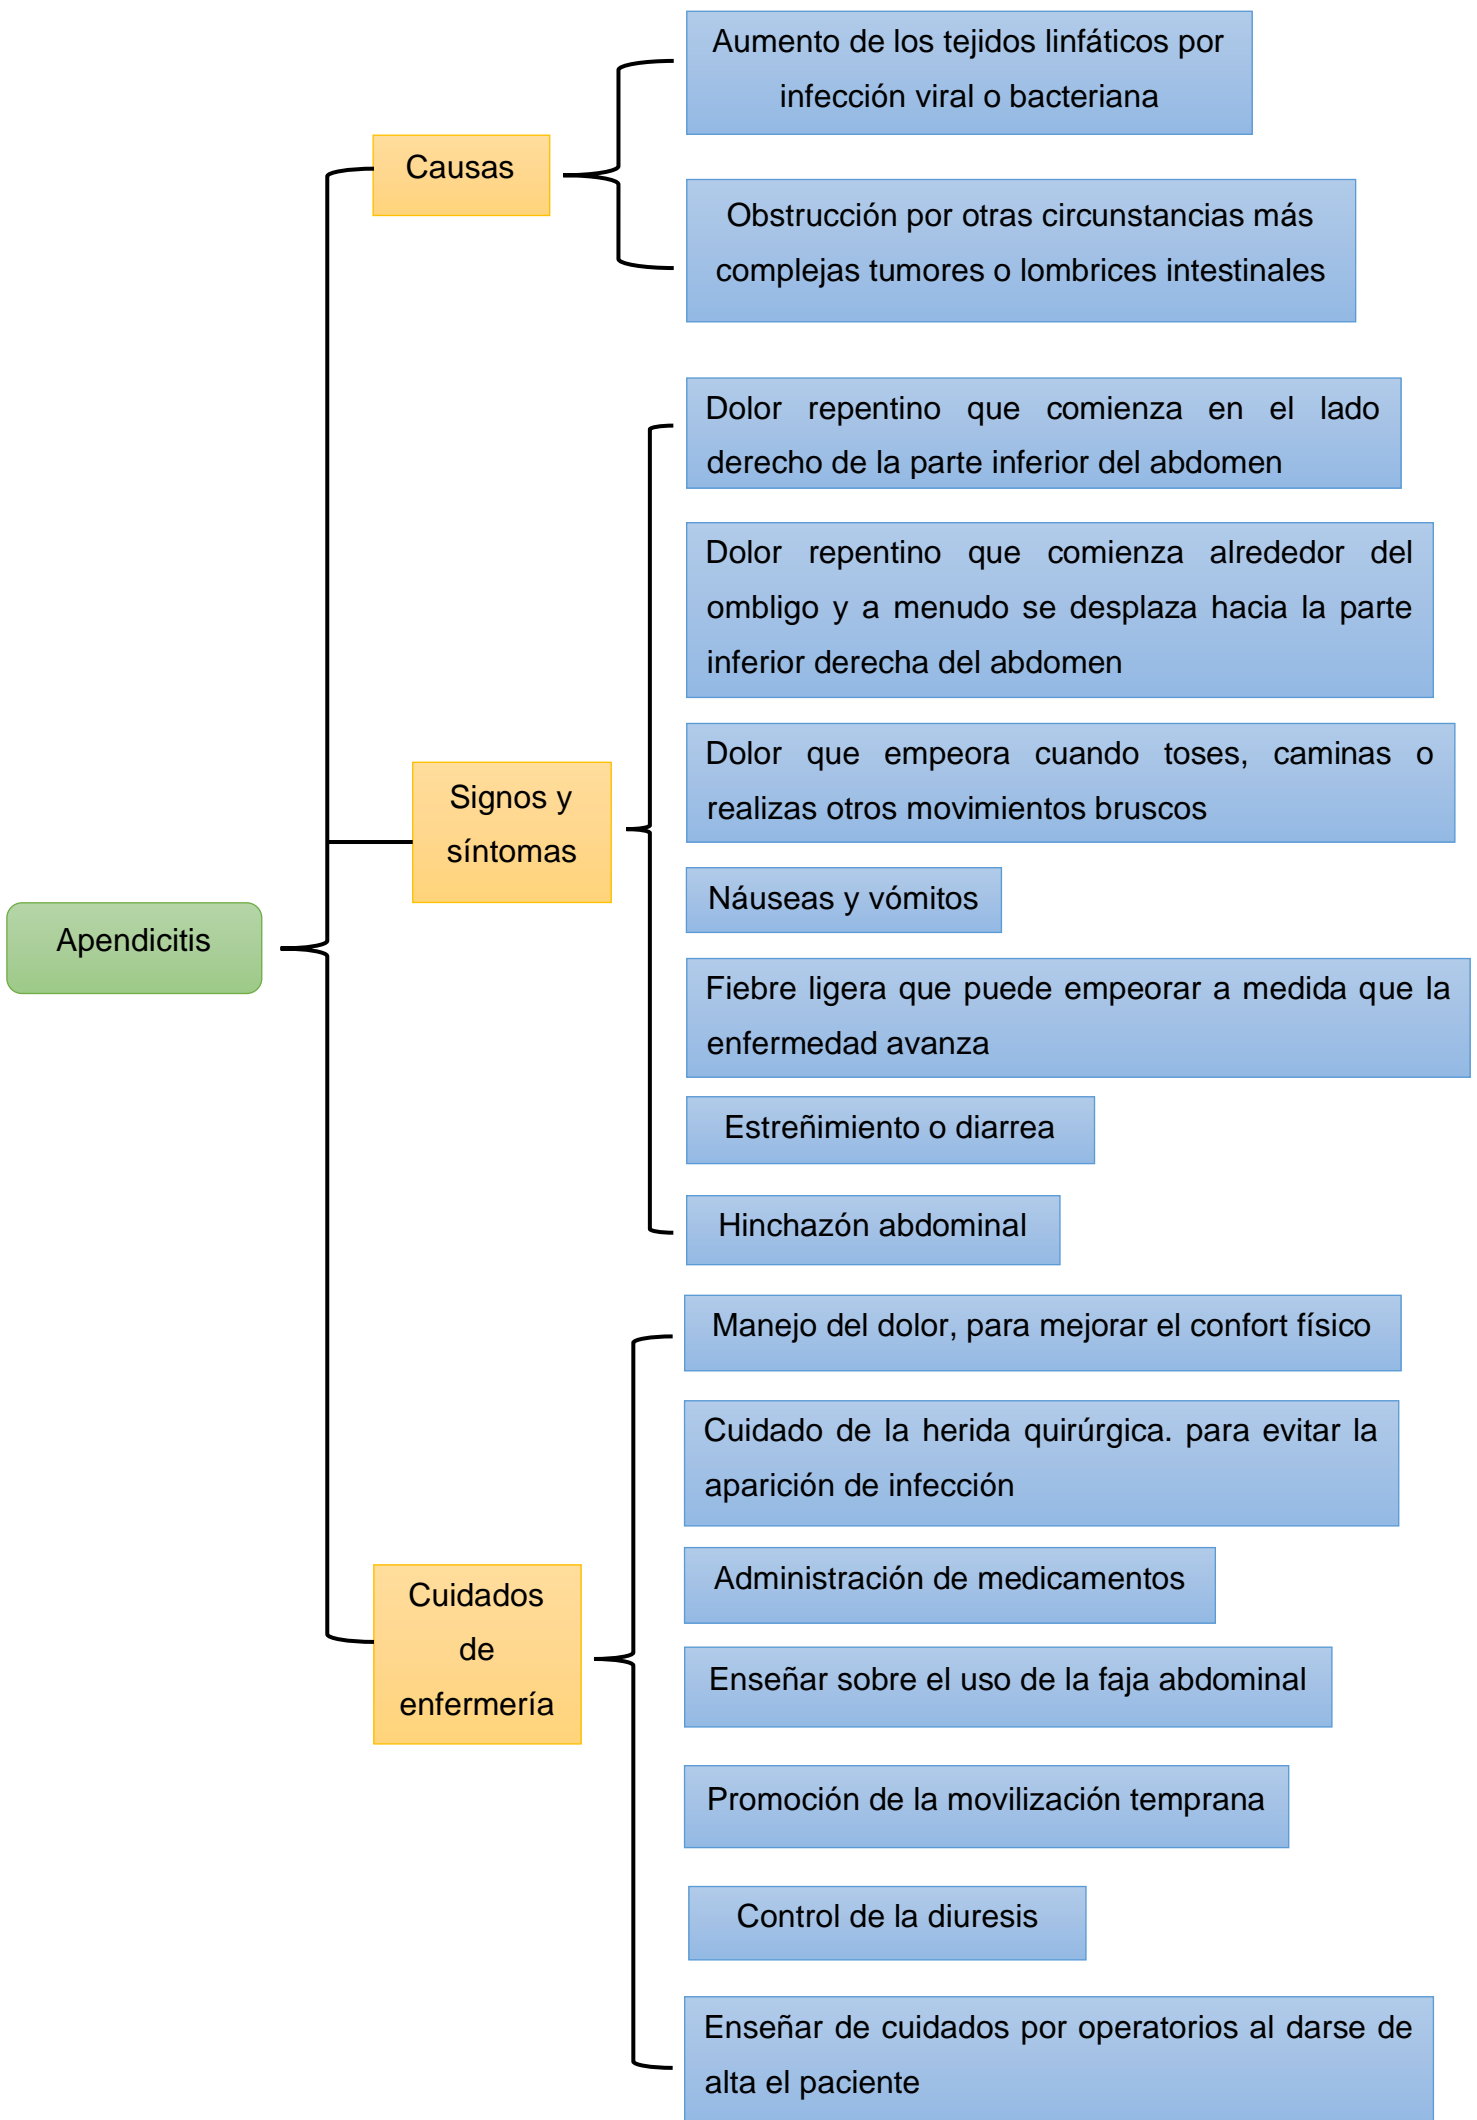 Apendicitis
Causas
Aumento de los tejidos linfáticos por
infección viral o bacteriana
Obstrucción por otras circunstancias más
complejas tumores o lombrices intestinales
Signos y
síntomas
Dolor repentino que comienza en el lado
derecho de la parte inferior del abdomen
Dolor repentino que comienza alrededor del
ombligo y a menudo se desplaza hacia la parte
inferior derecha del abdomen
Dolor que empeora cuando toses, caminas o
realizas otros movimientos bruscos
Náuseas y vómitos
Fiebre ligera que puede empeorar a medida que la
enfermedad avanza
Estreñimiento o diarrea
Hinchazón abdominal
Cuidados
de
enfermería
Manejo del dolor, para mejorar el confort físico
Cuidado de la herida quirúrgica. para evitar la
aparición de infección
Administración de medicamentos
Enseñar sobre el uso de la faja abdominal
Promoción de la movilización temprana
Control de la diuresis
Enseñar de cuidados por operatorios al darse de
alta el paciente